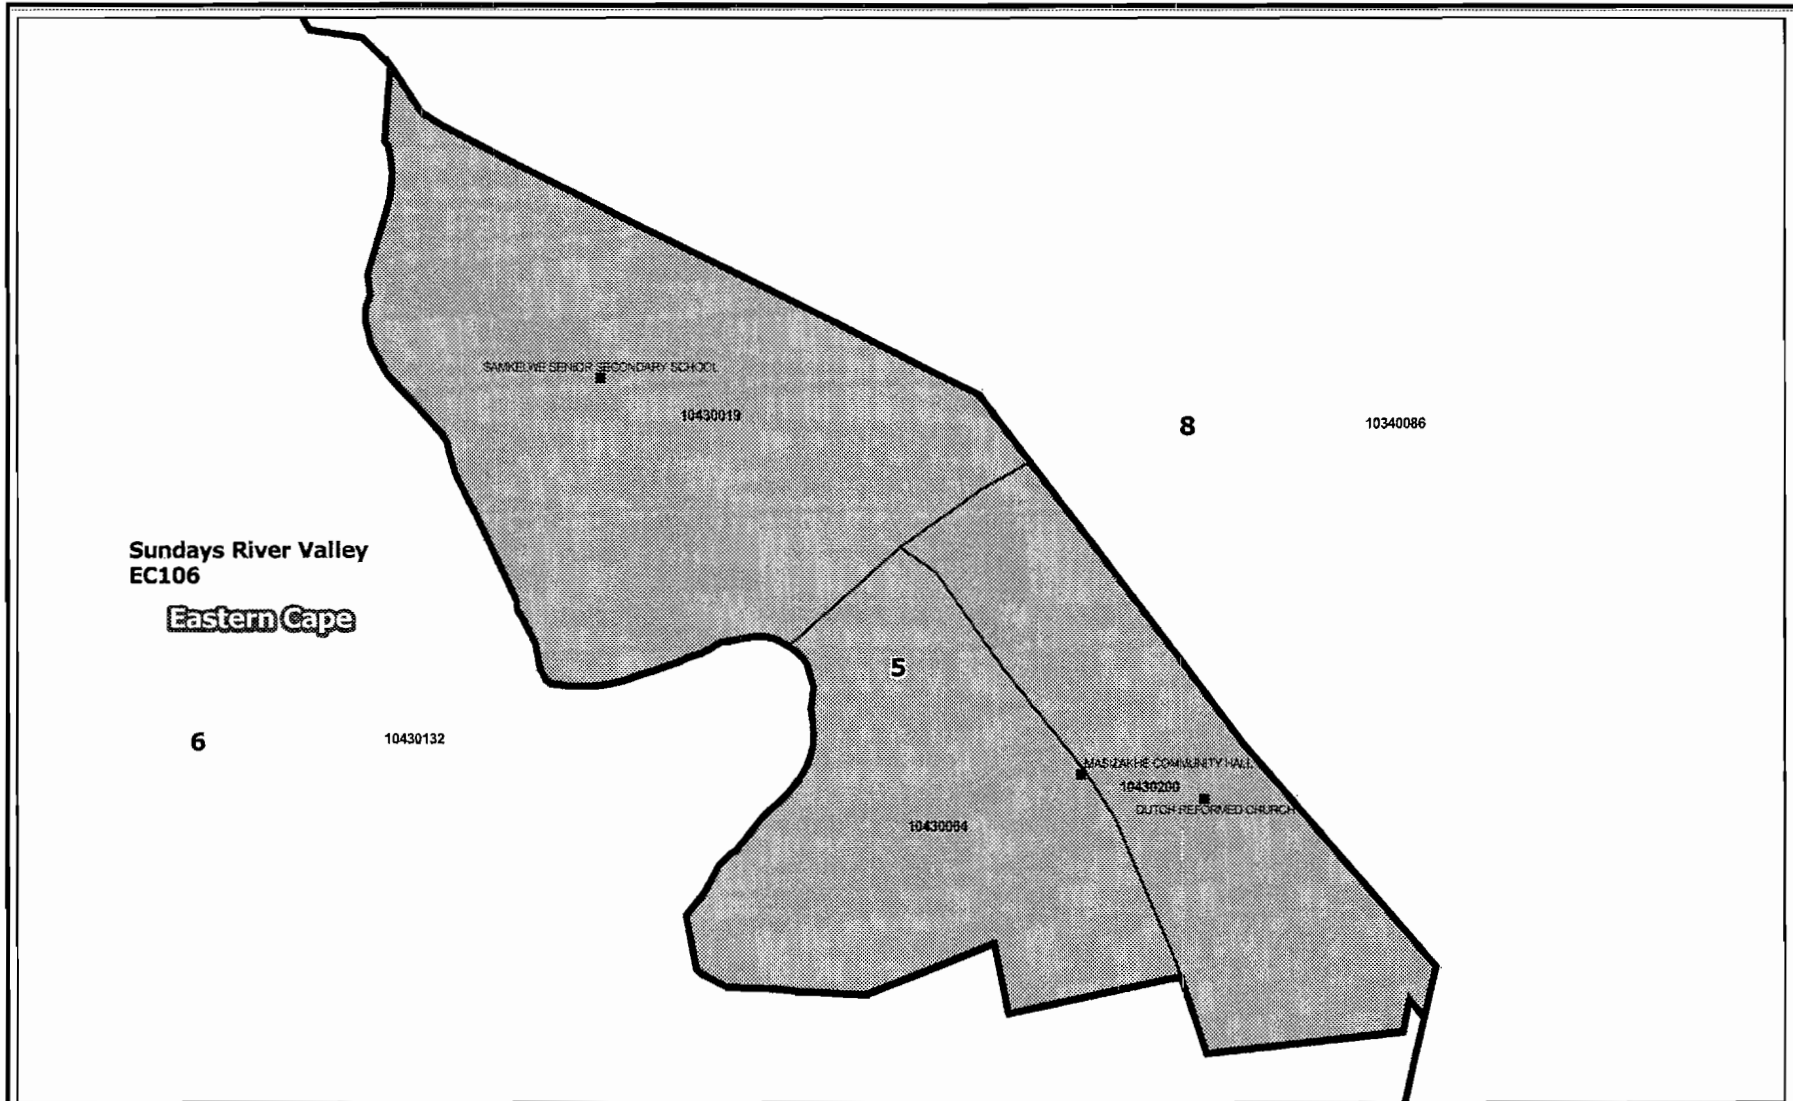 SAMKELWE SENIOR SECONDARY SCHOOL
10430019
8
10340086
Sundays River Valley
EC106
Eastern Cape
5
6
10430132
MASIZAKHE COMMUNITY HALL
10430200
DUTCH REFORMED CHURCH
10430064